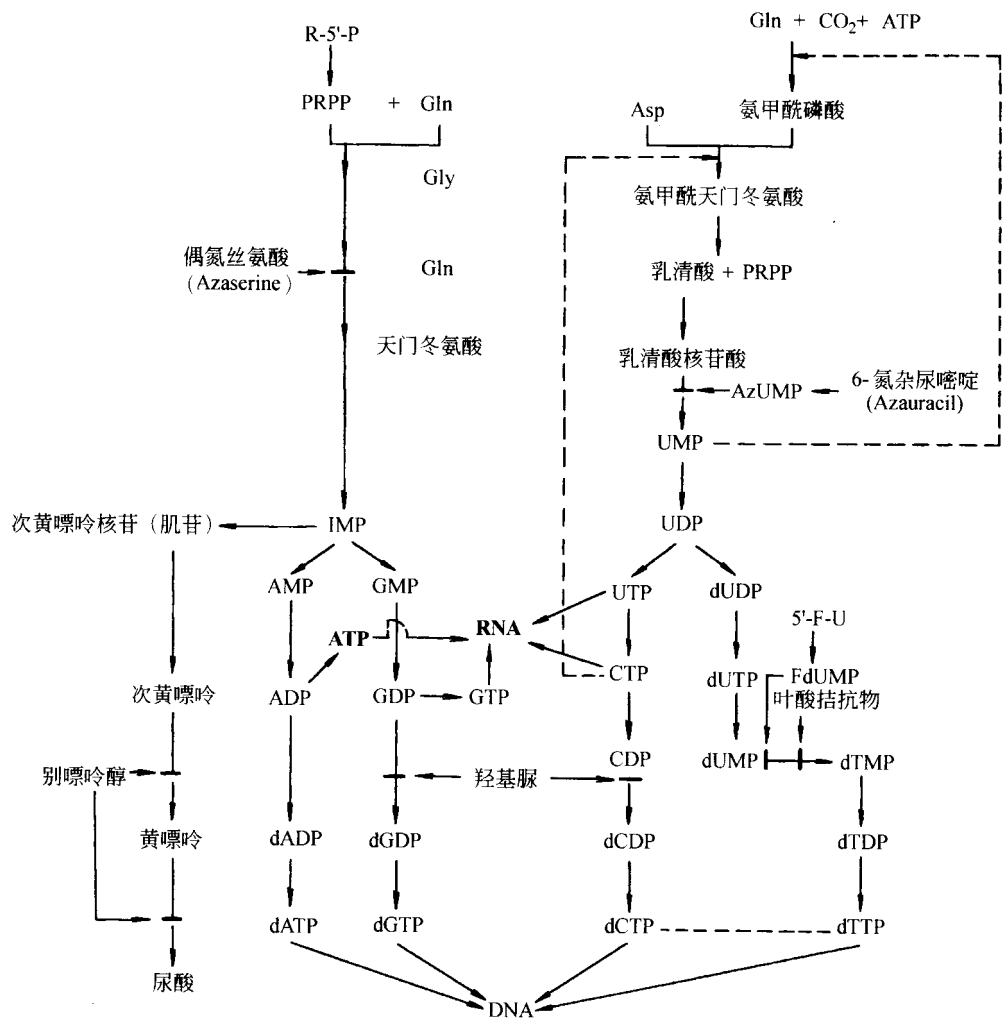 Gln + CO₂+ ATP
R-5'-P
PRPP + Gln
Asp
氨甲酰磷酸
Gly
氨甲酰天门冬氨酸
偶氮丝氨酸
(Azaserine)
Gln
乳清酸 + PRPP
天门冬氨酸
乳清酸核苷酸
AzUMP
6-氮杂尿嘧啶
(Azauracil)
UMP
次黄嘌呤核苷（肌苷）
IMP
UDP
AMP
GMP
UTP
dUDP
ATP
RNA
5'-F-U
次黄嘌呤
ADP
GDP
GTP
CTP
dUTP
FdUMP
叶酸拮抗物
别嘌呤醇
羟基脲
CDP
dUMP
dTMP
黄嘌呤
dADP
dGDP
dCDP
dTDP
dATP
dGTP
dCTP
dTTP
尿酸
DNA